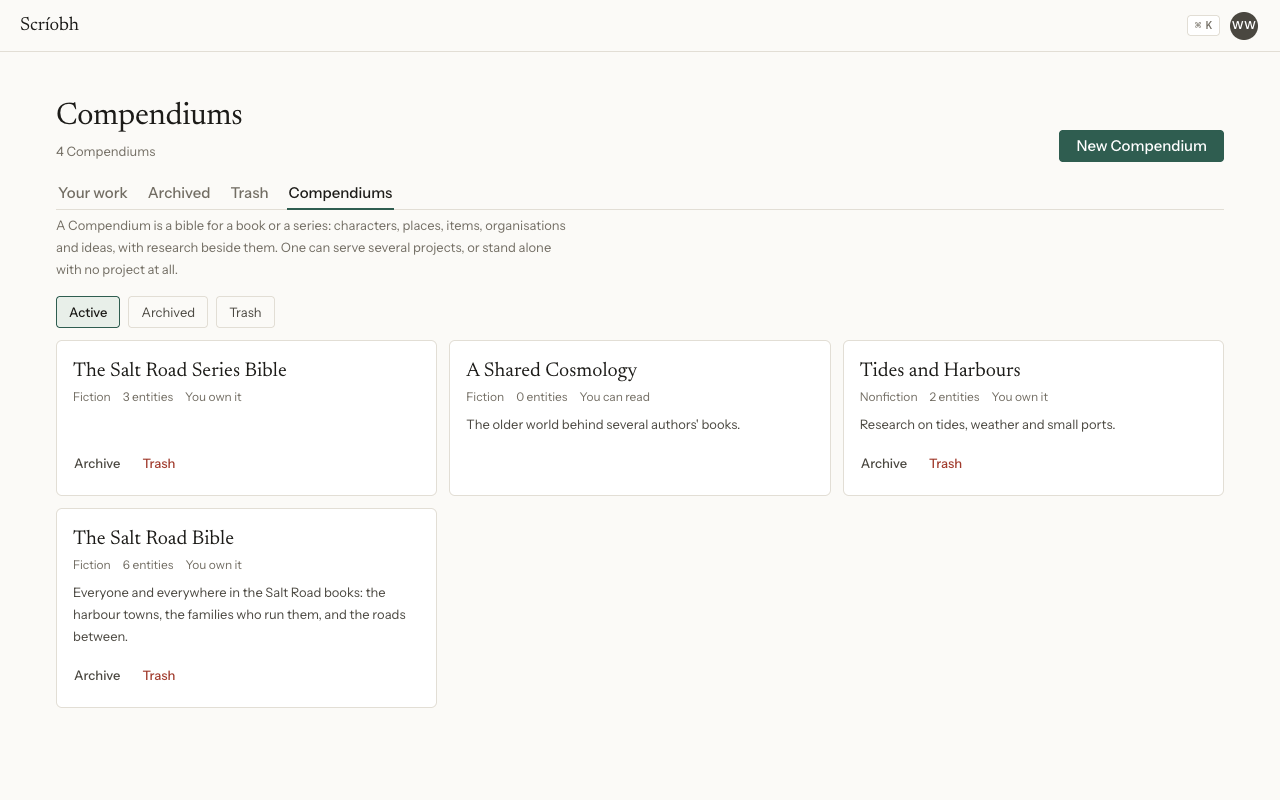 Scríobh
⌘ K
WW
Compendiums
4 Compendiums
New Compendium
Your work
Archived
Trash
Compendiums
A Compendium is a bible for a book or a series: characters, places, items, organisations
and ideas, with research beside them. One can serve several projects, or stand alone
with no project at all.
Active
Archived
Trash
The Salt Road Series Bible
Fiction 3 entities You own it
Archive Trash
A Shared Cosmology
Fiction 0 entities You can read
The older world behind several authors' books.
Tides and Harbours
Nonfiction 2 entities You own it
Research on tides, weather and small ports.
Archive Trash
The Salt Road Bible
Fiction 6 entities You own it
Everyone and everywhere in the Salt Road books: the
harbour towns, the families who run them, and the roads
between.
Archive Trash